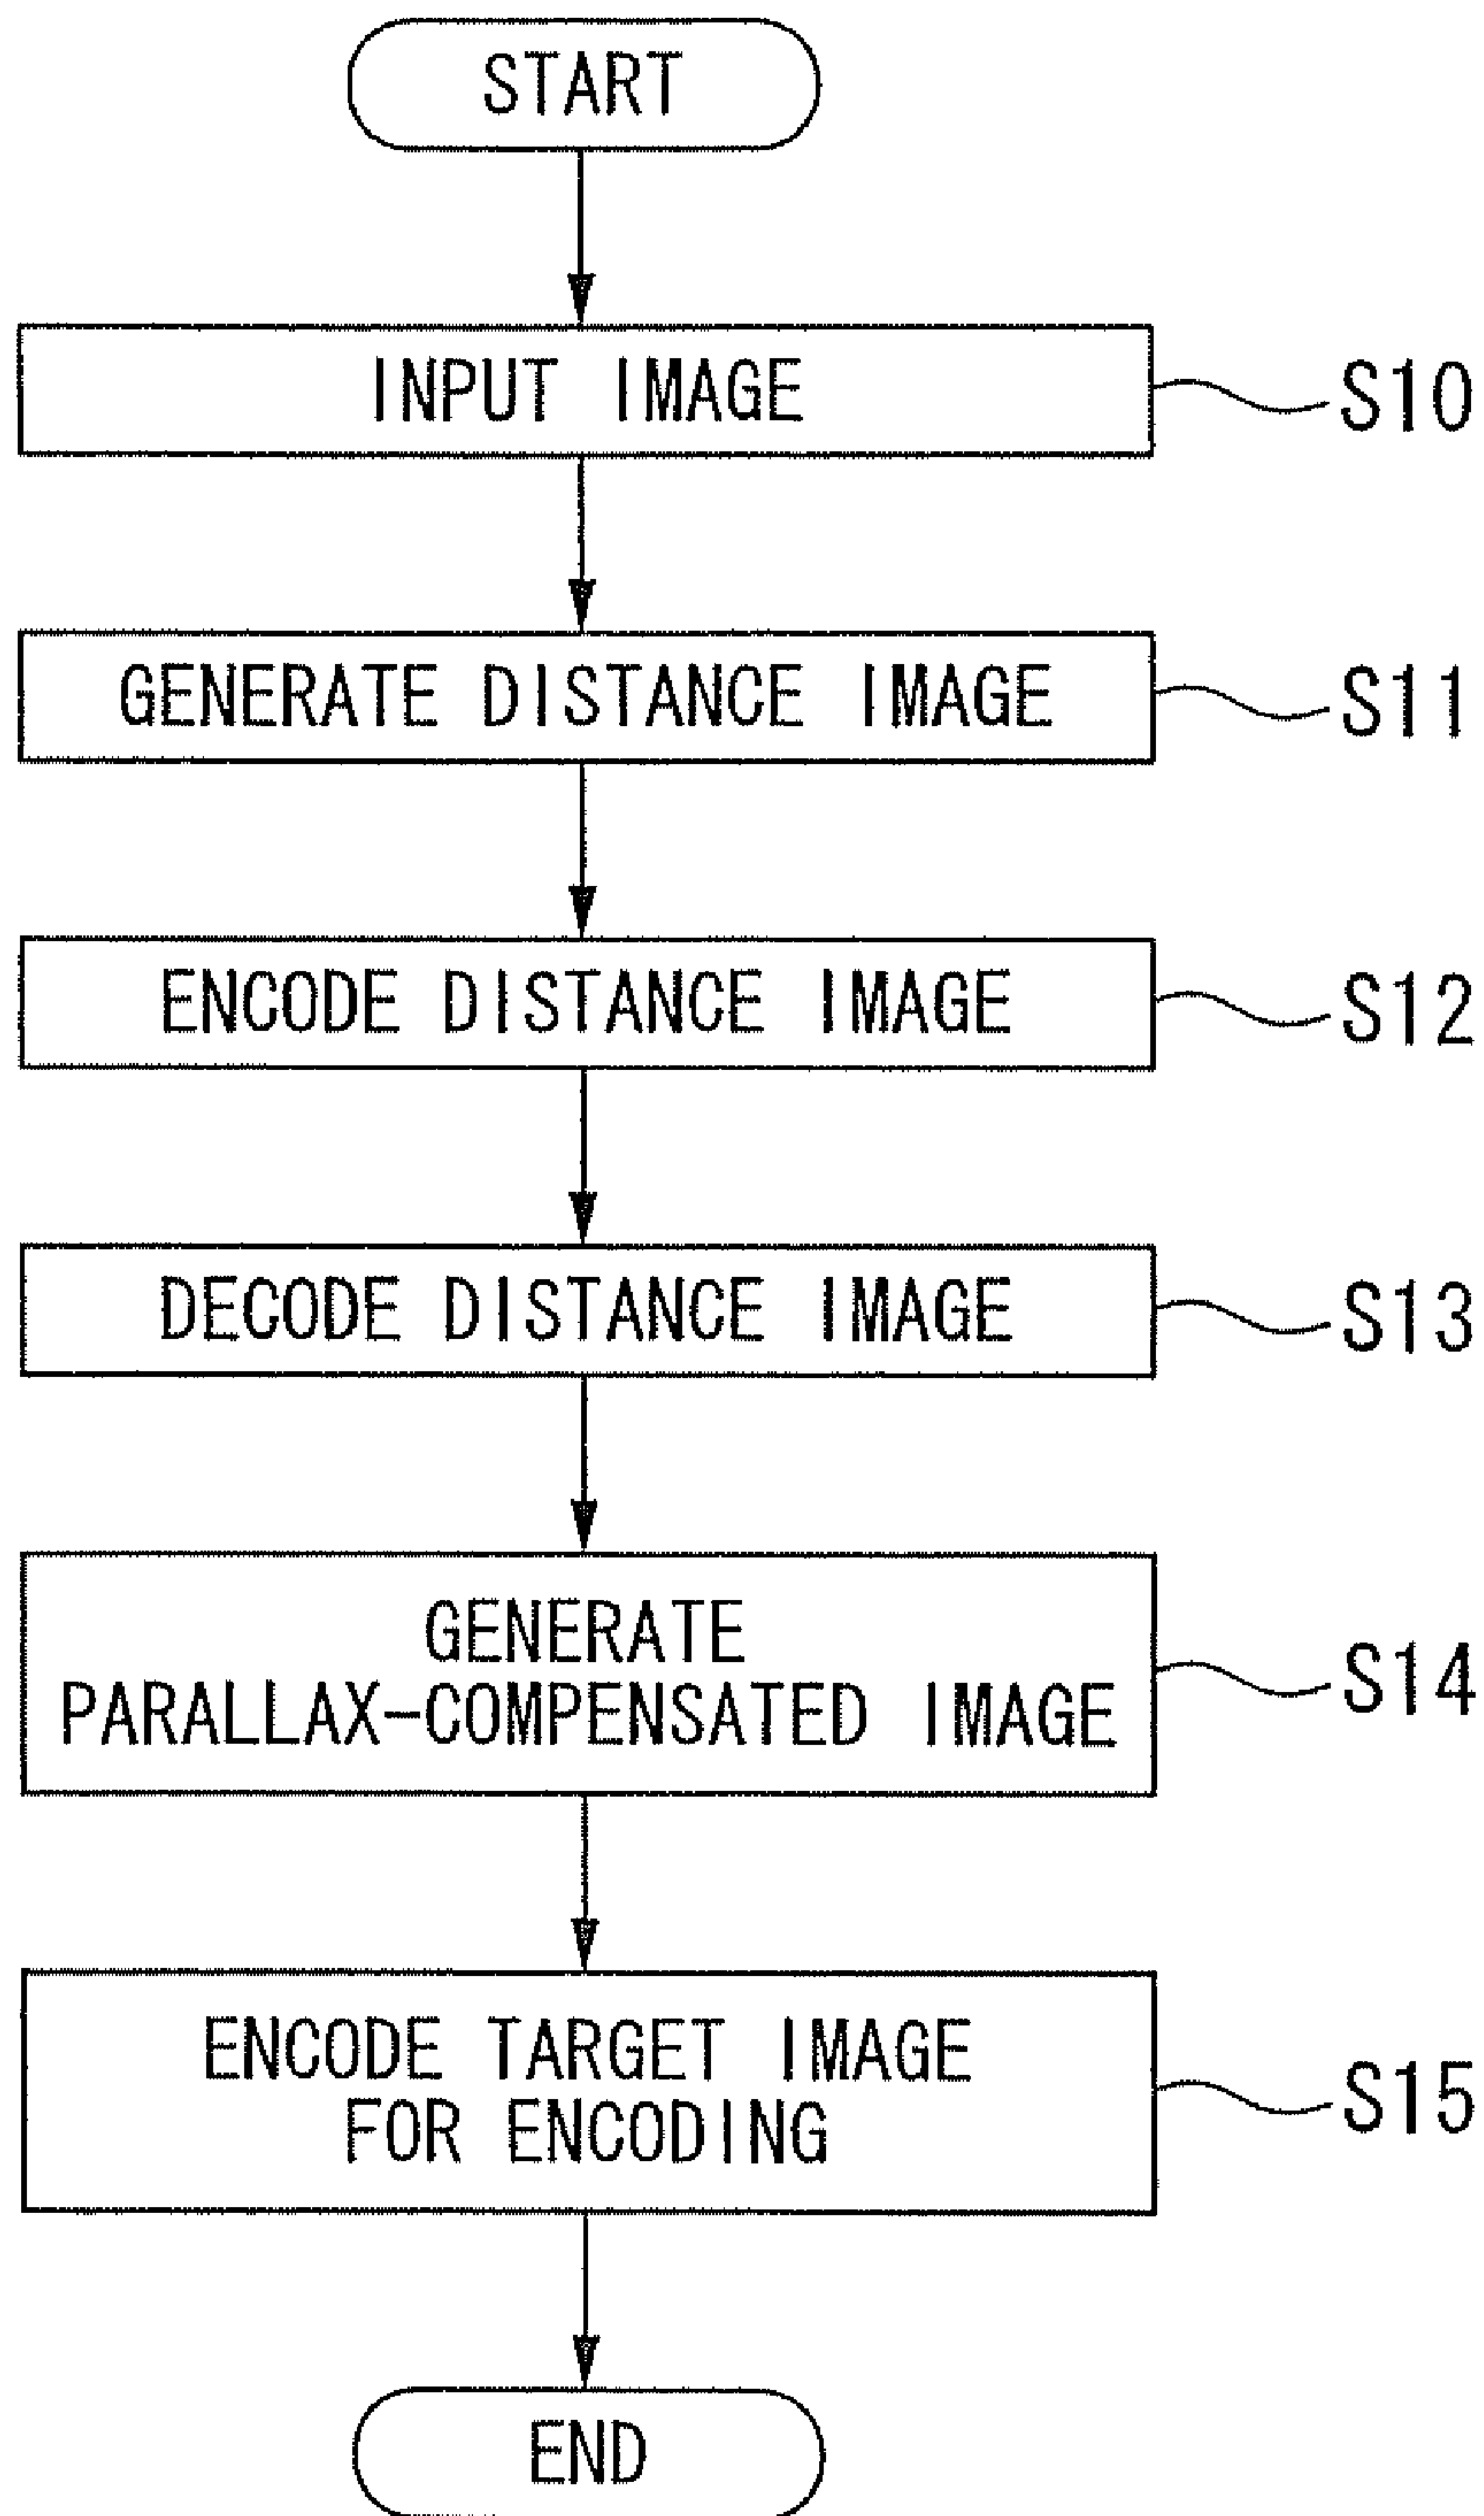 START
INPUT IMAGE
S10
GENERATE DISTANCE IMAGE
S11
ENCODE DISTANCE IMAGE
S12
DECODE DISTANCE IMAGE
S13
GENERATE
PARALLAX-COMPENSATED IMAGE
S14
ENCODE TARGET IMAGE
FOR ENCODING
S15
END